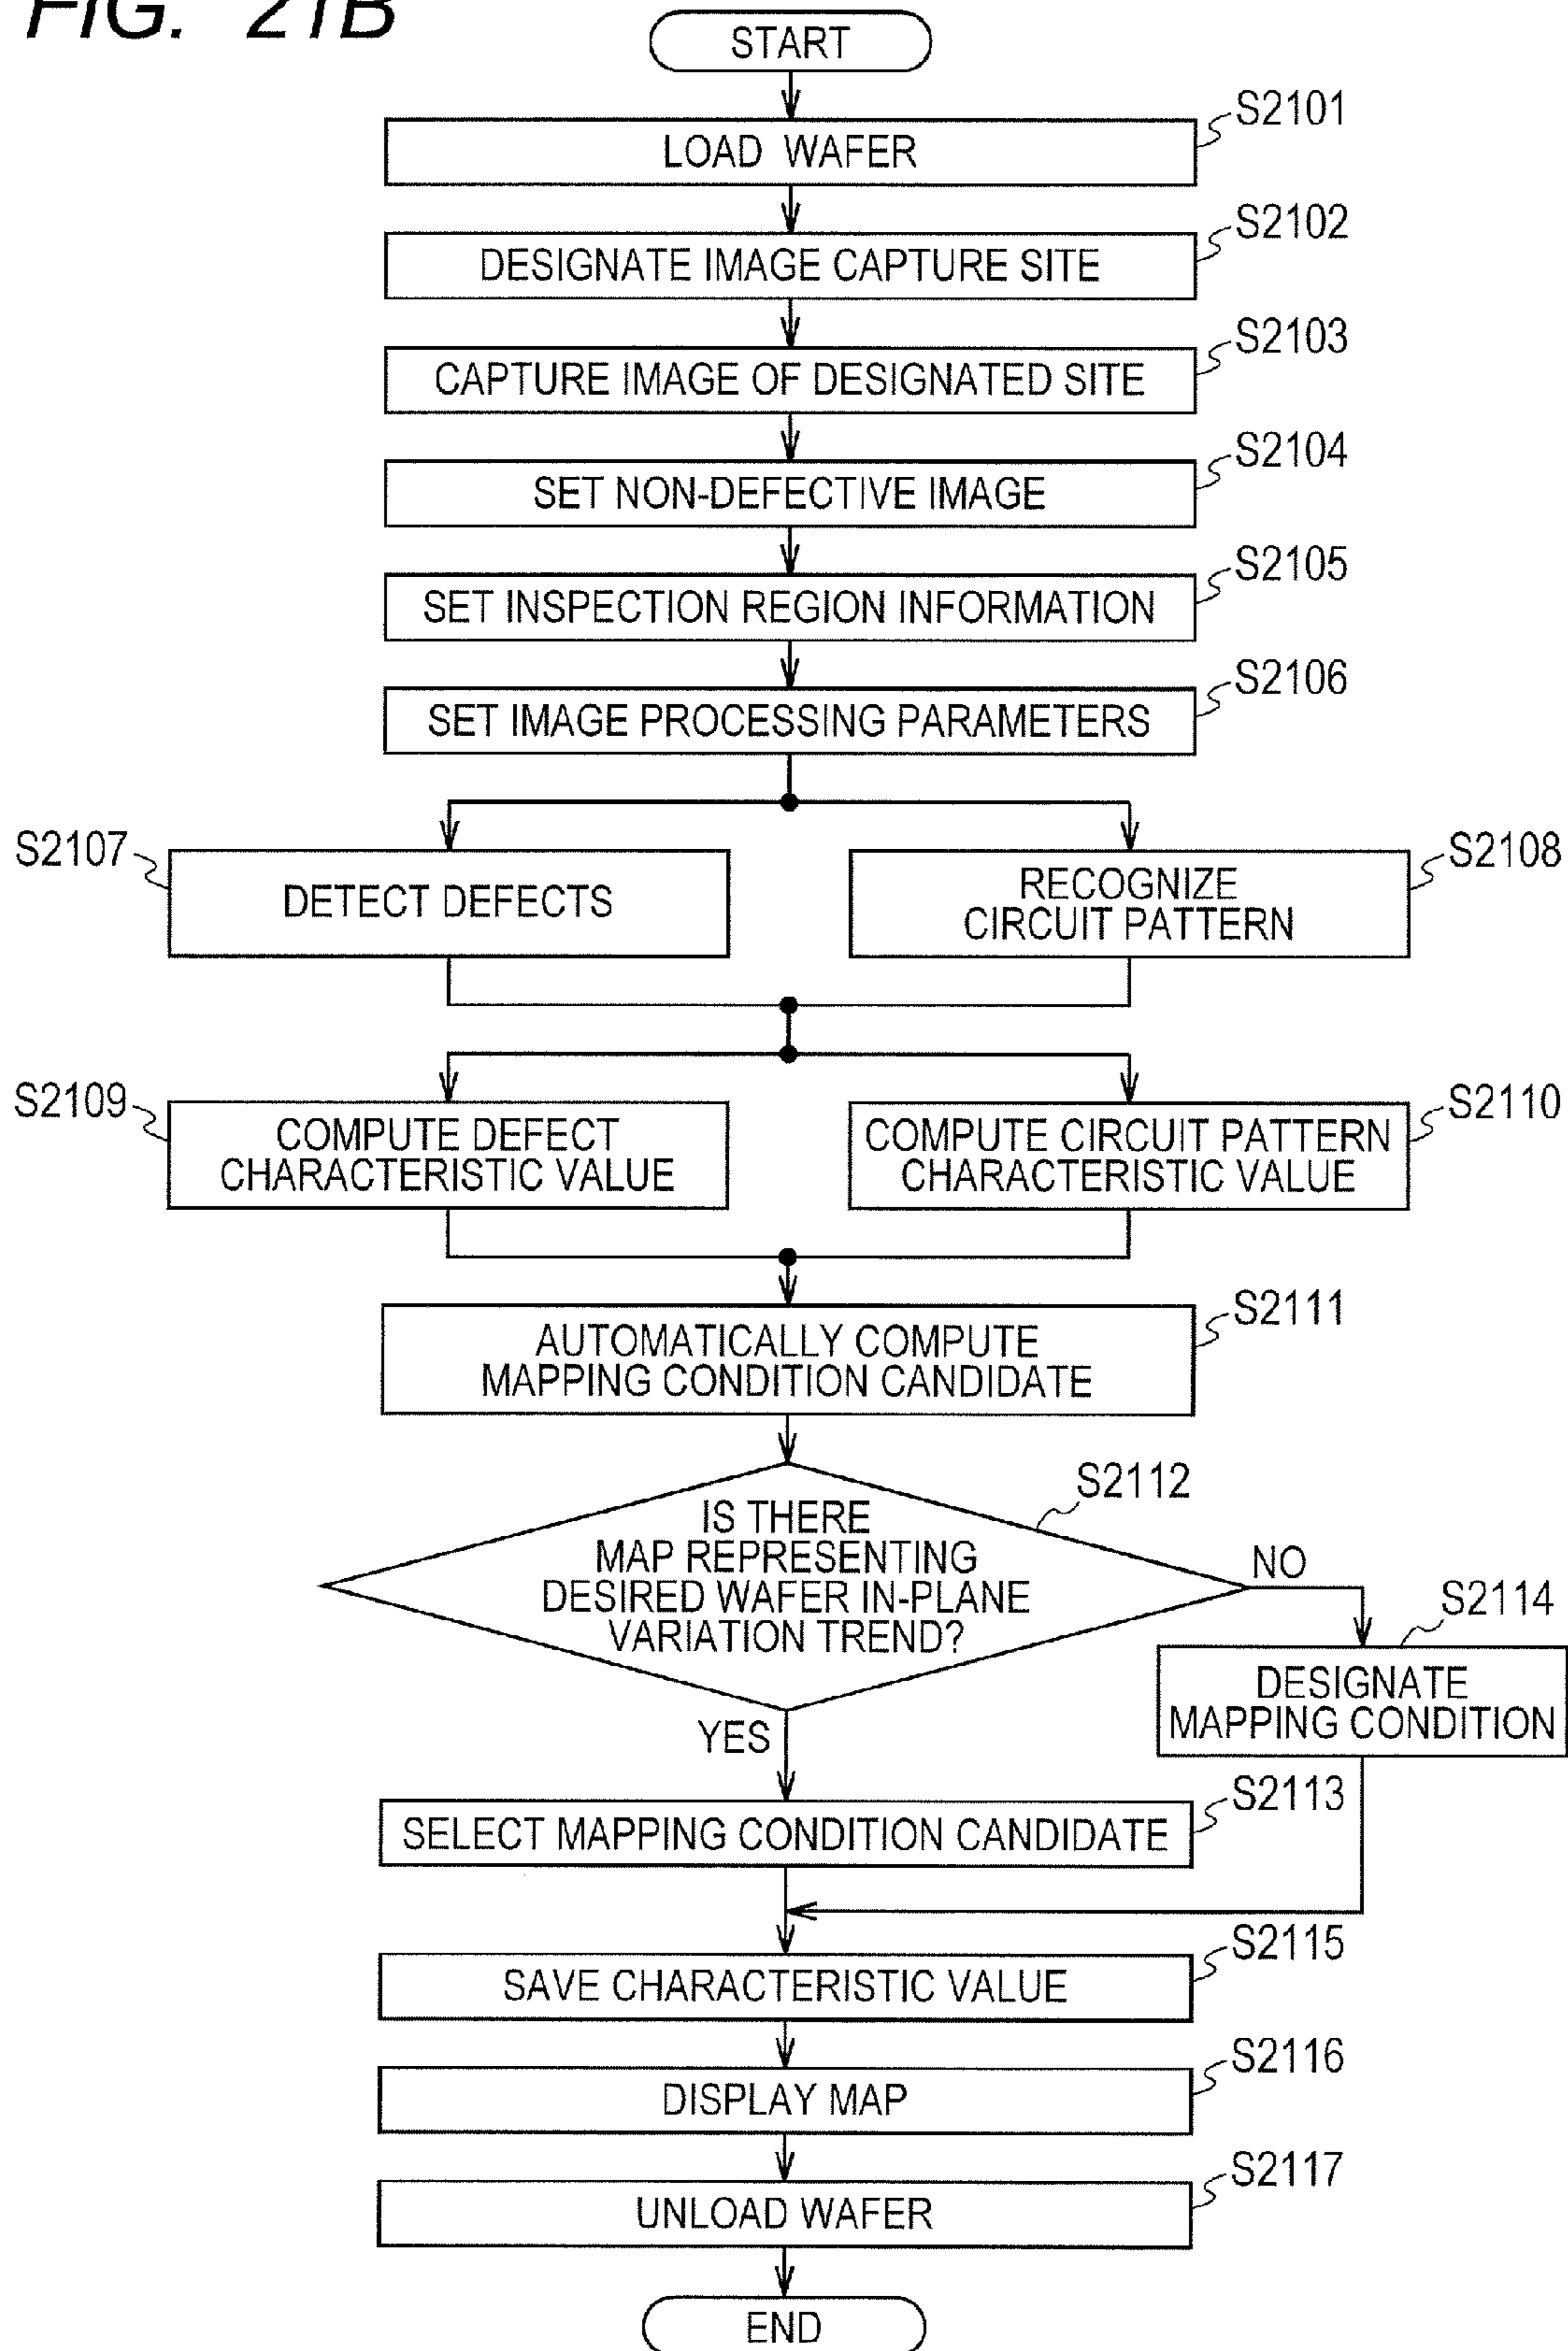 FIG. 21B
START
S2101
LOAD WAFER
S2102
DESIGNATE IMAGE CAPTURE SITE
S2103
CAPTURE IMAGE OF DESIGNATED SITE
S2104
SET NON-DEFECTIVE IMAGE
S2105
SET INSPECTION REGION INFORMATION
S2106
SET IMAGE PROCESSING PARAMETERS
S2107
DETECT DEFECTS
S2108
RECOGNIZE
CIRCUIT PATTERN
S2109
COMPUTE DEFECT
CHARACTERISTIC VALUE
S2110
COMPUTE CIRCUIT PATTERN
CHARACTERISTIC VALUE
S2111
AUTOMATICALLY COMPUTE
MAPPING CONDITION CANDIDATE
S2112
IS THERE
MAP REPRESENTING
DESIRED WAFER IN-PLANE
VARIATION TREND?
NO
S2114
DESIGNATE
MAPPING CONDITION
YES
S2113
SELECT MAPPING CONDITION CANDIDATE
S2115
SAVE CHARACTERISTIC VALUE
S2116
DISPLAY MAP
S2117
UNLOAD WAFER
END